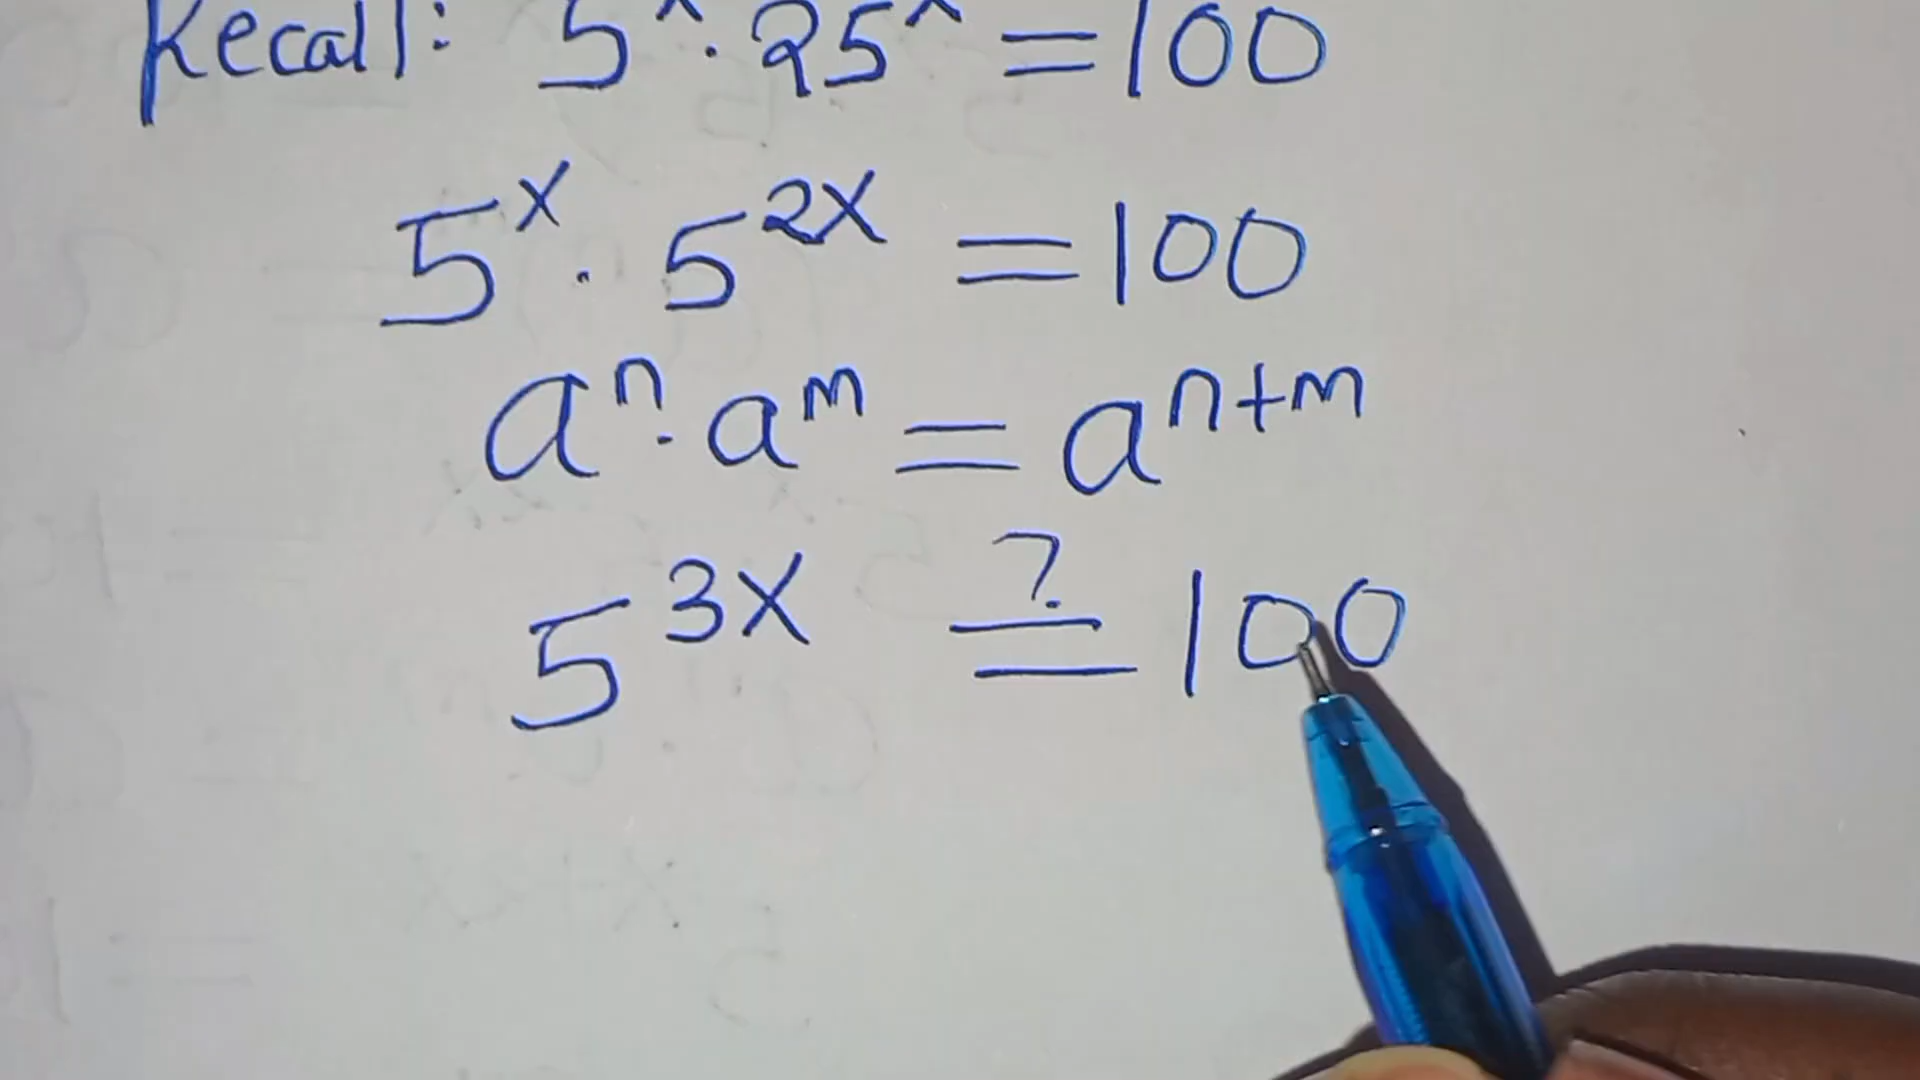 Recall: 5^x · 25^x = 100
5^x · 5^2x = 100
a^n · a^m = a^n+m
5^3x =? 100